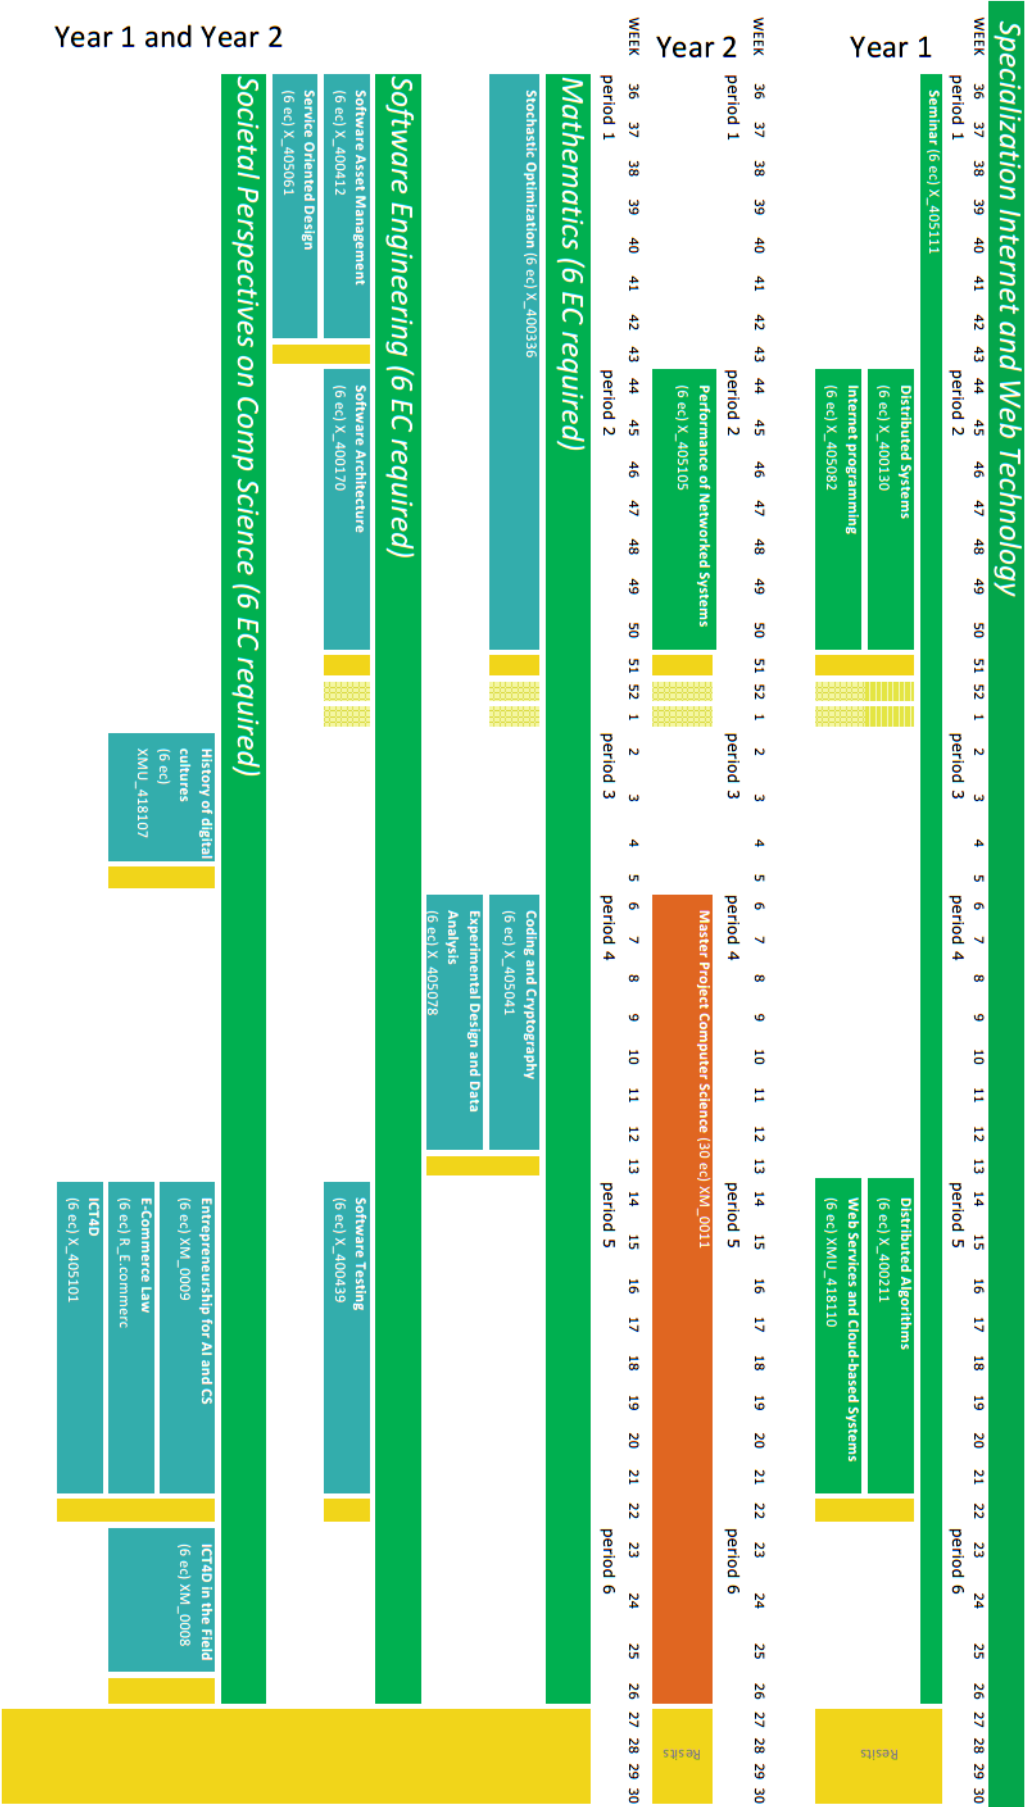 Specialization Internet and Web Technology
WEEK 36 37 38 39 40 41 42 43 44 45 46 47 48 49 50 51 52 1 2 3 4 5 6 7 8 9 10 11 12 13 14 15 16 17 18 19 20 21 22 23 24 25 26 27 28 29 30
period 1 period 2 period 3 period 4 period 5 period 6
Year 1
Seminar (6 ec) X_405111
Distributed Systems
(6 ec) X_400130
Internet programming
(6 ec) X_405082
Distributed Algorithms
(6 ec) X_400211
Web Services and Cloud-based Systems
(6 ec) XMU_418110
Resits
WEEK 36 37 38 39 40 41 42 43 44 45 46 47 48 49 50 51 52 1 2 3 4 5 6 7 8 9 10 11 12 13 14 15 16 17 18 19 20 21 22 23 24 25 26 27 28 29 30
period 1 period 2 period 3 period 4 period 5 period 6
Year 2
Performance of Networked Systems
(6 ec) X_405105
Master Project Computer Science (30 ec) XM_0011
Resits
WEEK 36 37 38 39 40 41 42 43 44 45 46 47 48 49 50 51 52 1 2 3 4 5 6 7 8 9 10 11 12 13 14 15 16 17 18 19 20 21 22 23 24 25 26 27 28 29 30
period 1 period 2 period 3 period 4 period 5 period 6
Mathematics (6 EC required)
Stochastic Optimization (6 ec) X_400336
Coding and Cryptography
(6 ec) X_405041
Experimental Design and Data
Analysis
(6 ec) X_405078
Software Engineering (6 EC required)
Software Asset Management
(6 ec) X_400412
Service Oriented Design
(6 ec) X_405061
Software Architecture
(6 ec) X_400170
Software Testing
(6 ec) X_400439
Societal Perspectives on Comp Science (6 EC required)
History of digital
cultures
(6 ec)
XMU_418107
Entrepreneurship for AI and CS
(6 ec) XM_0009
E-Commerce Law
(6 ec) R_E.commerc
ICT4D
(6 ec) X_405101
ICT4D in the Field
(6 ec) XM_0008
Year 1 and Year 2